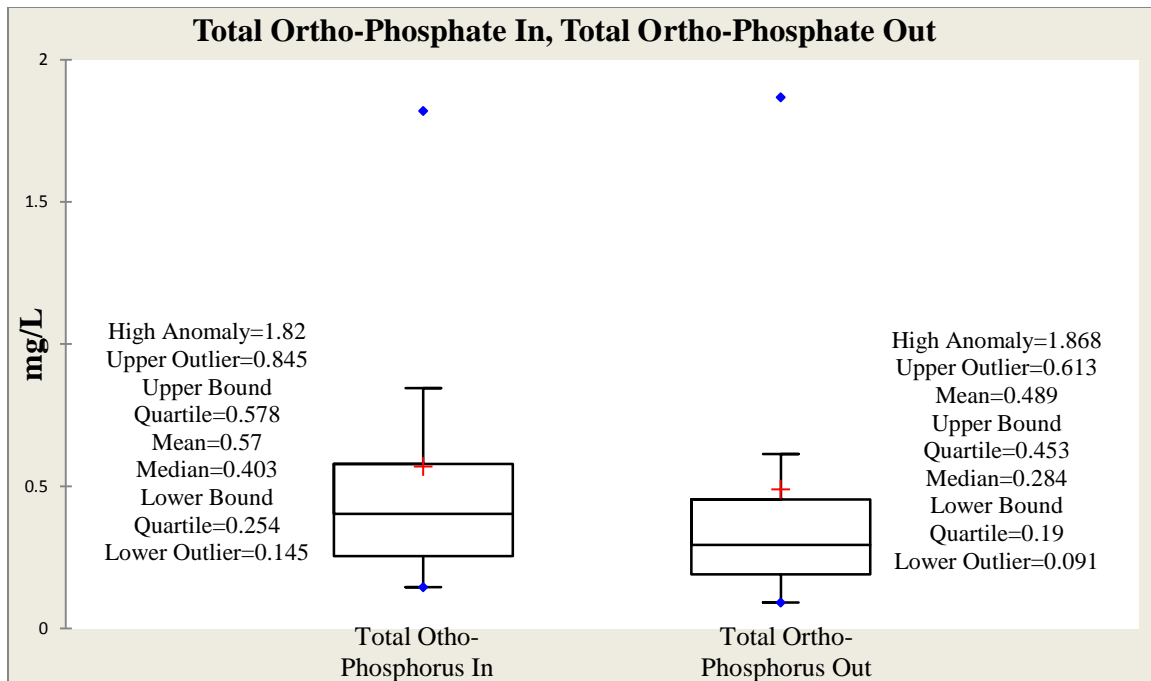 Total Ortho-Phosphate In, Total Ortho-Phosphate Out
2
1.5
1
0.5
0
mg/L
High Anomaly=1.82
Upper Outlier=0.845
Upper Bound
Quartile=0.578
Mean=0.57
Median=0.403
Lower Bound
Quartile=0.254
Lower Outlier=0.145
High Anomaly=1.868
Upper Outlier=0.613
Mean=0.489
Upper Bound
Quartile=0.453
Median=0.284
Lower Bound
Quartile=0.19
Lower Outlier=0.091
Total Otho-
Phosphorus In
Total Ortho-
Phosphorus Out